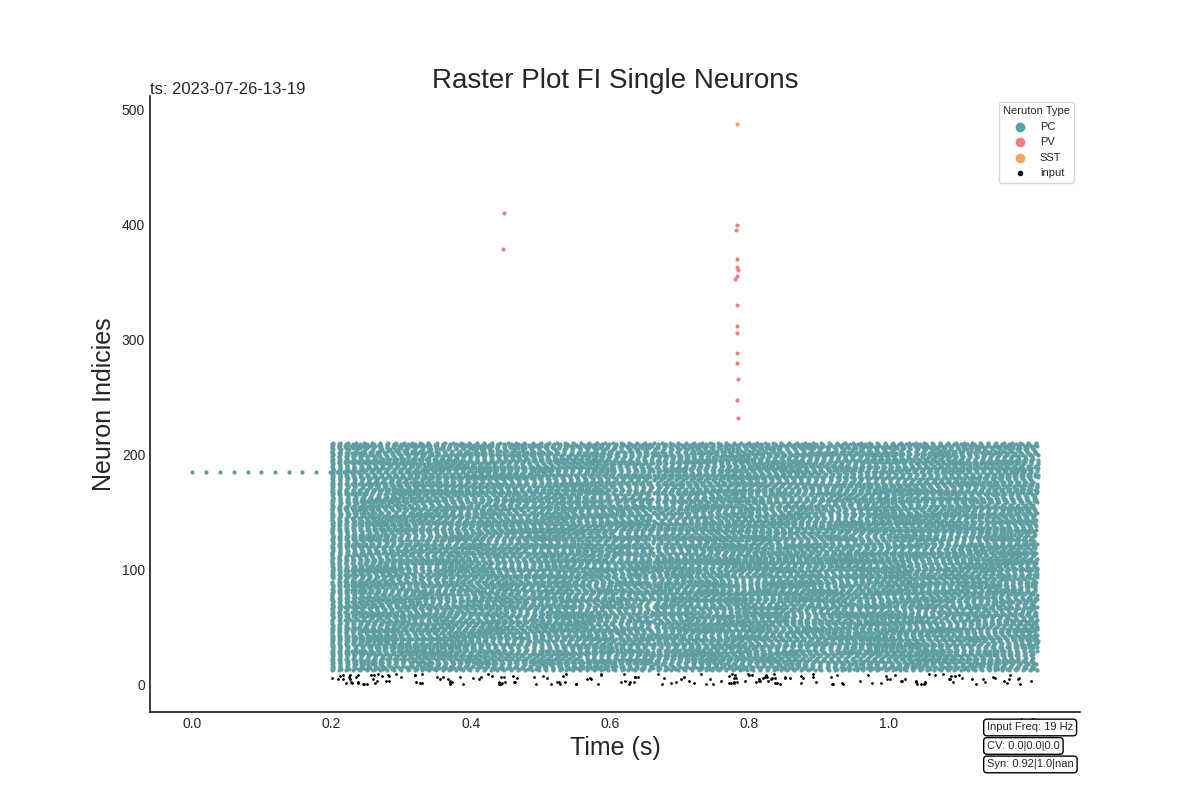 Raster Plot FI Single Neurons
ts: 2023-07-26-13-19
Neruton Type
PC
PV
SST
input
Neuron Indicies
500
400
300
200
100
0
0.0 0.2 0.4 0.6 0.8 1.0
Time (s)
Input Freq: 19 Hz
CV: 0.0|0.0|0.0
Syn: 0.92|1.0|nan